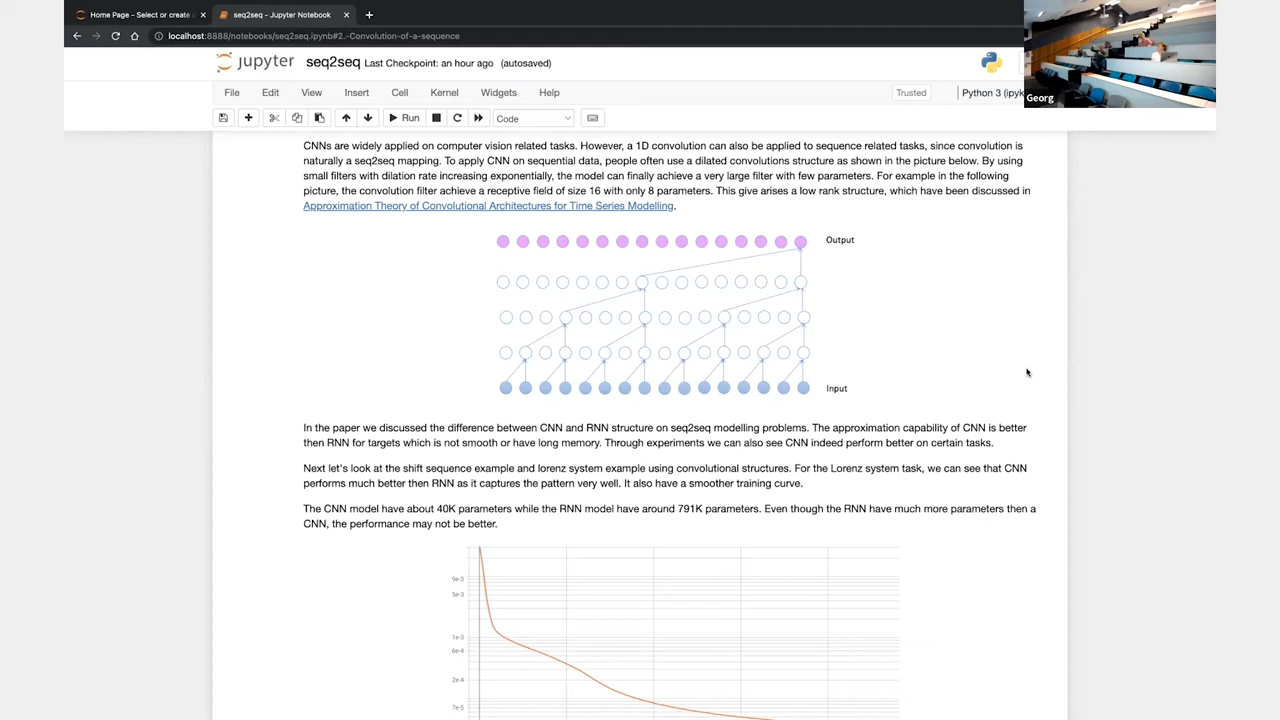 Home Page - Select or create a
seq2seq - Jupyter Notebook
localhost:8888/notebooks/seq2seq.ipynb#2.-Convolution-of-a-sequence
jupyter seq2seq Last Checkpoint: an hour ago (autosaved)
Georg
File Edit View Insert Cell Kernel Widgets Help
Trusted
Python 3 (ipyk
Run
Code
CNNs are widely applied on computer vision related tasks. However, a 1D convolution can also be applied to sequence related tasks, since convolution is
naturally a seq2seq mapping. To apply CNN on sequential data, people often use a dilated convolutions structure as shown in the picture below. By using
small filters with dilation rate increasing exponentially, the model can finally achieve a very large filter with few parameters. For example in the following
picture, the convolution filter achieve a receptive field of size 16 with only 8 parameters. This give arises a low rank structure, which have been discussed in
Approximation Theory of Convolutional Architectures for Time Series Modelling.
Output
Input
In the paper we discussed the difference between CNN and RNN structure on seq2seq modelling problems. The approximation capability of CNN is better
then RNN for targets which is not smooth or have long memory. Through experiments we can also see CNN indeed perform better on certain tasks.
Next let's look at the shift sequence example and lorenz system example using convolutional structures. For the Lorenz system task, we can see that CNN
performs much better then RNN as it captures the pattern very well. It also have a smoother training curve.
The CNN model have about 40K parameters while the RNN model have around 791K parameters. Even though the RNN have much more parameters then a
CNN, the performance may not be better.
9e-3
5e-3
1e-3
6e-4
2e-4
7e-5